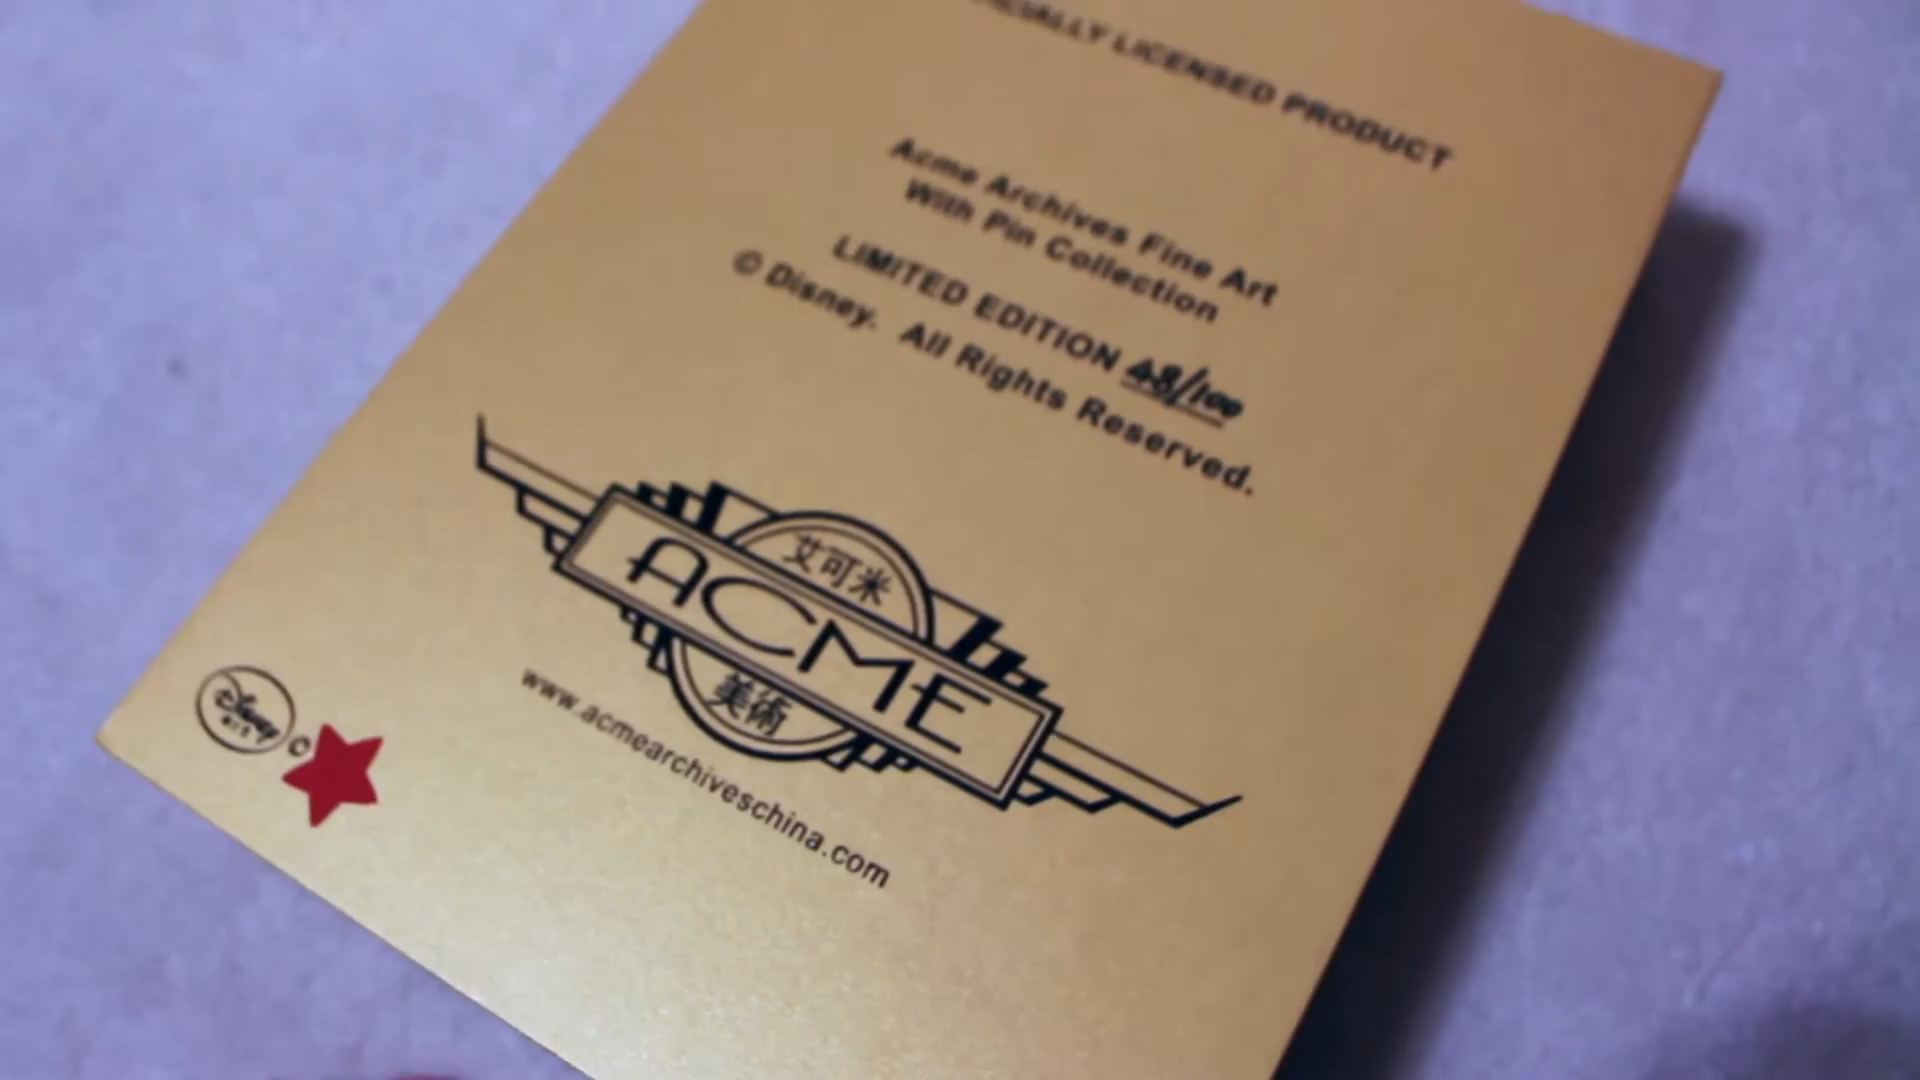 LICENSED PRODUCT
Acme Archives Fine Art
With Pin Collection
LIMITED EDITION 48/100
© Disney. All Rights Reserved.
艾可米
ACME
美術
www.acmearchiveschina.com
Disney
©